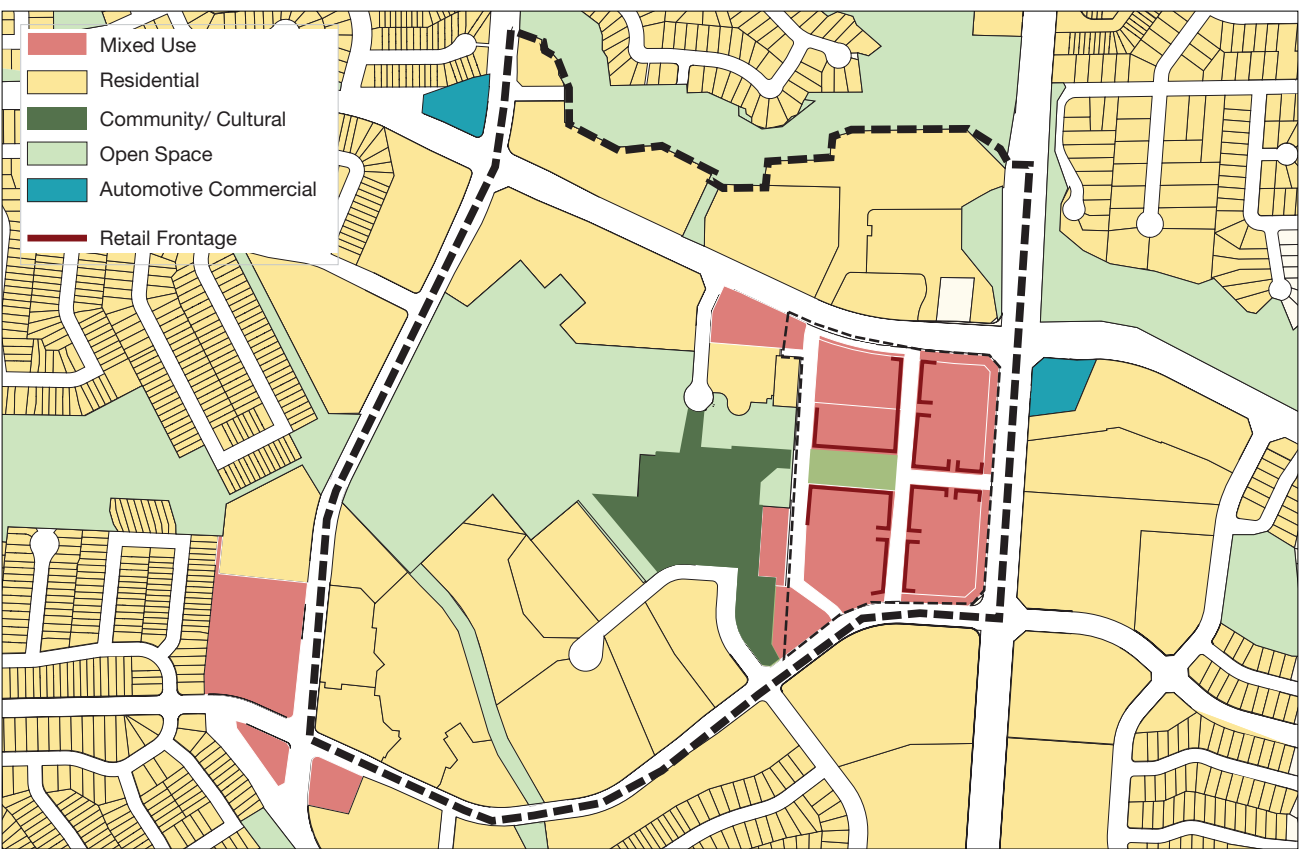 Mixed Use
Residential
Community/ Cultural
Open Space
Automotive Commercial
Retail Frontage